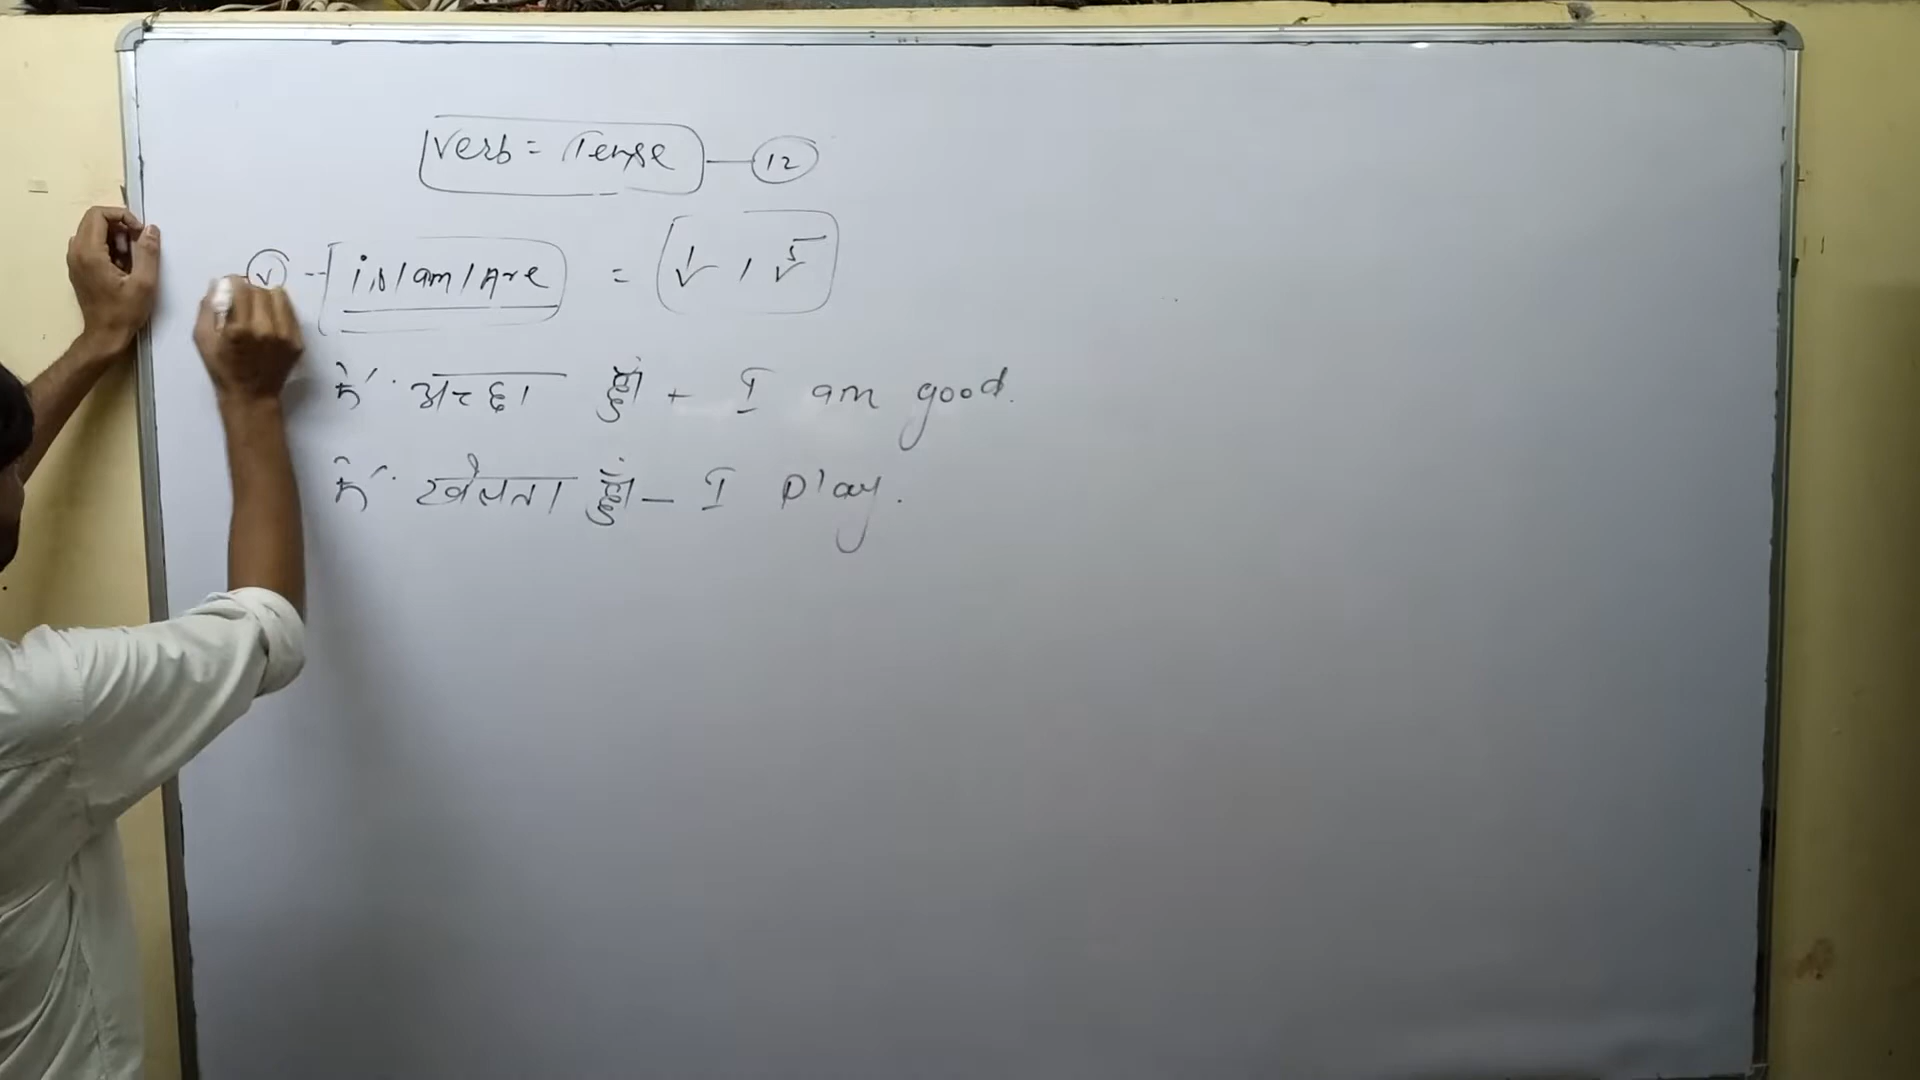 Verb = Tense — 12
V -- is/am/Are = V¹, V⁵
मैं अच्छा हूँ + I am good.
मैं खेलता हूँ - I play.